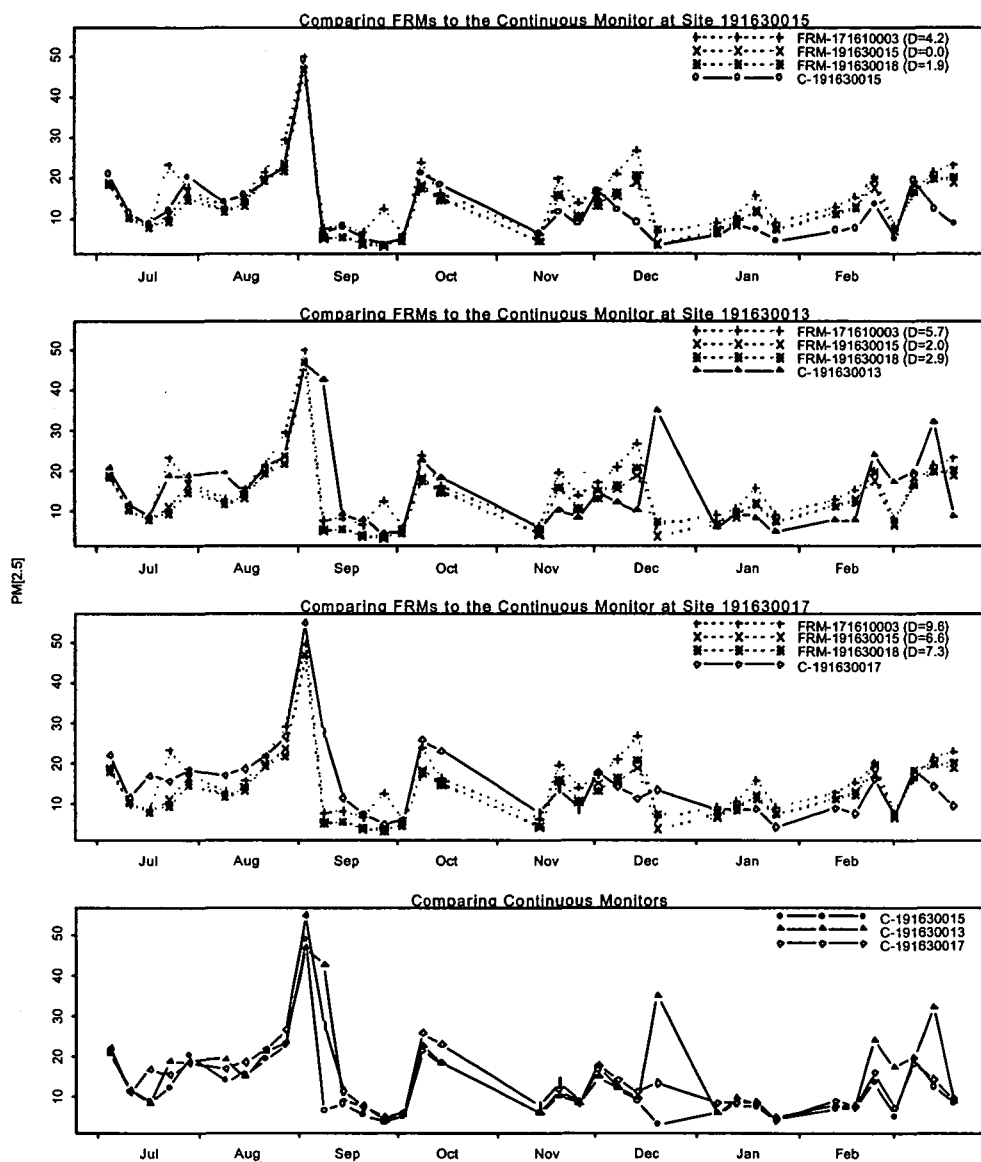 Comparing FRMs to the Continuous Monitor at Site 191630015
FRM-171610003 (D=4.2)
FRM-191630015 (D=0.0)
FRM-191630018 (D=1.9)
C-191630015
50
40
30
20
10
Jul Aug Sep Oct Nov Dec Jan Feb
Comparing FRMs to the Continuous Monitor at Site 191630013
FRM-171610003 (D=5.7)
FRM-191630015 (D=2.0)
FRM-191630018 (D=2.9)
C-191630013
50
40
30
20
10
Jul Aug Sep Oct Nov Dec Jan Feb
PM[2.5]
Comparing FRMs to the Continuous Monitor at Site 191630017
FRM-171610003 (D=9.6)
FRM-191630015 (D=6.6)
FRM-191630018 (D=7.3)
C-191630017
50
40
30
20
10
Jul Aug Sep Oct Nov Dec Jan Feb
Comparing Continuous Monitors
C-191630015
C-191630013
C-191630017
50
40
30
20
10
Jul Aug Sep Oct Nov Dec Jan Feb